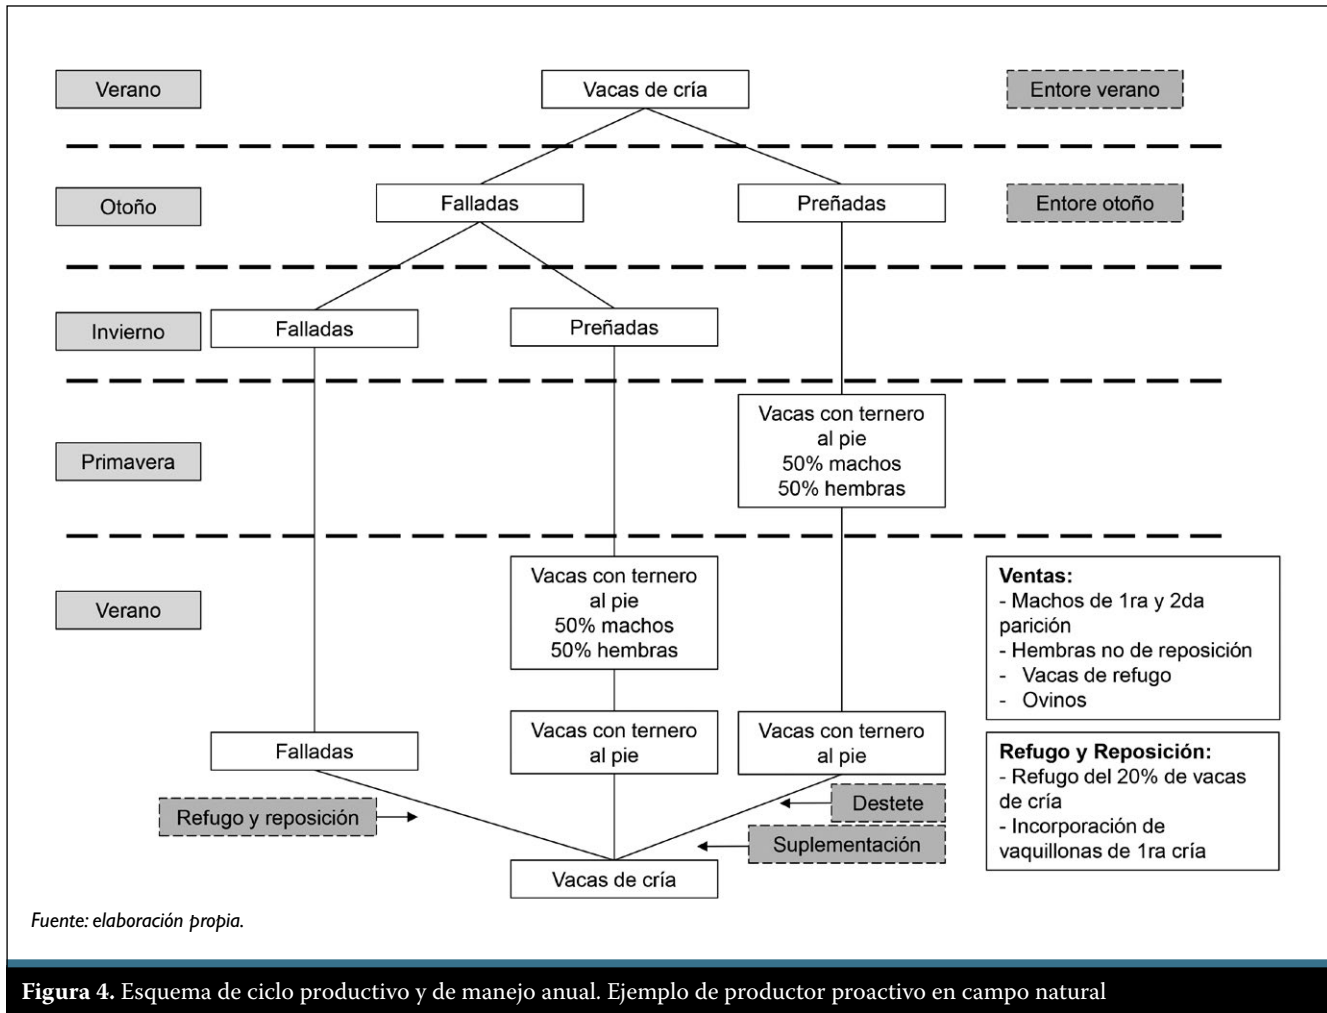 Verano
Vacas de cría
Entore verano
Otoño
Falladas
Preñadas
Entore otoño
Invierno
Falladas
Preñadas
Primavera
Vacas con ternero
al pie
50% machos
50% hembras
Verano
Vacas con ternero
al pie
50% machos
50% hembras
Ventas:
- Machos de 1ra y 2da
parición
- Hembras no de reposición
- Vacas de refugo
- Ovinos
Falladas
Vacas con ternero
al pie
Vacas con ternero
al pie
Refugo y Reposición:
- Refugo del 20% de vacas
de cría
- Incorporación de
vaquillonas de 1ra cría
Refugo y reposición
Destete
Suplementación
Vacas de cría
Fuente: elaboración propia.
Figura 4. Esquema de ciclo productivo y de manejo anual. Ejemplo de productor proactivo en campo natural